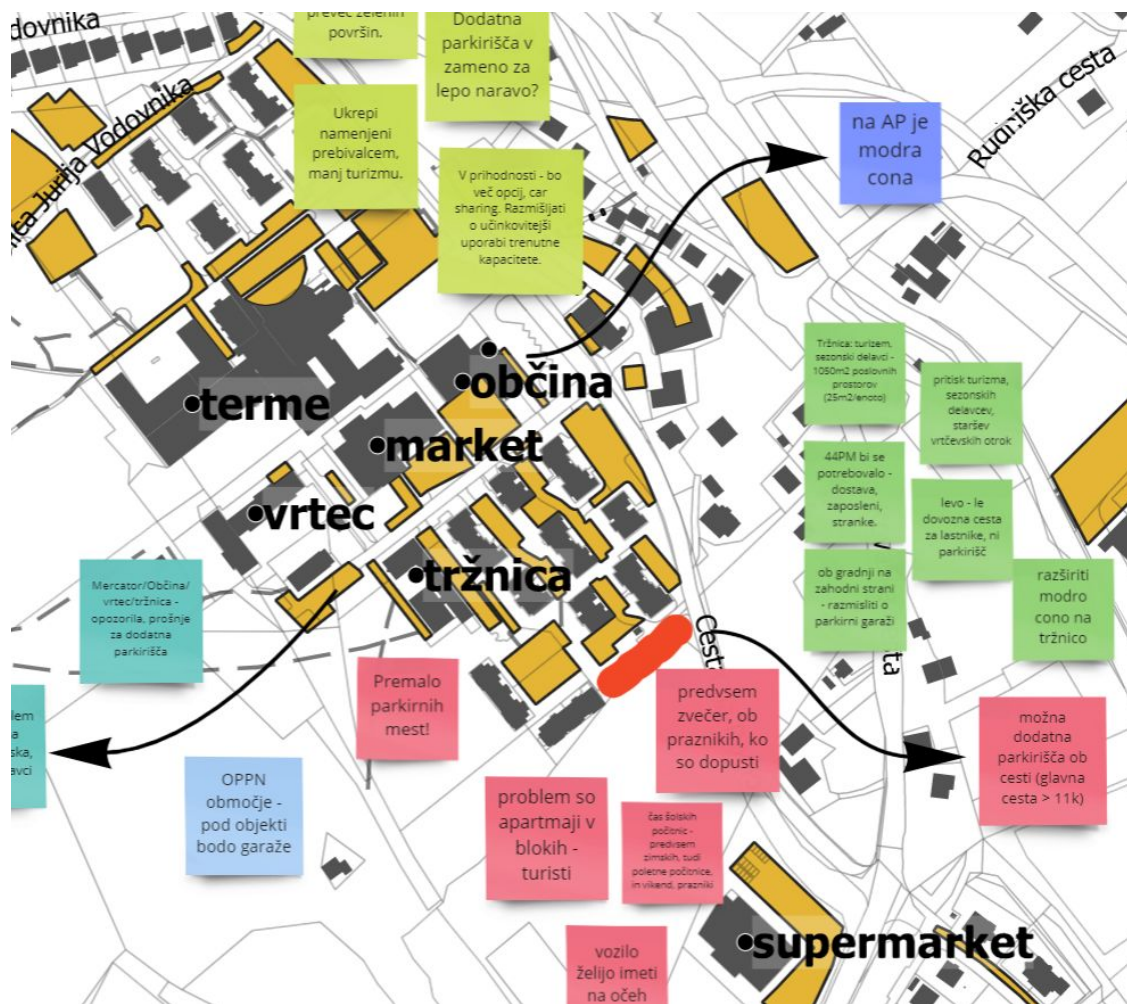 dovnika
preveč zelenih
površin.
Dodatna
parkirišča v
zameno za
lepo naravo?
Ukrepi
namenjeni
prebivalcem,
manj turizmu.
V prihodnosti - bo
več opcij, car
sharing. Razmišljati
o učinkovitejši
uporabi trenutne
kapacitete.
na AP je
modra
cona
Rudniška cesta
nica Jurija Vodovnika
občina
terme
market
vrtec
tržnica
Tržnica: turizem,
sezonski delavci -
1050m2 poslovnih
prostorov
(25m2/enoto)
pritisk turizma,
sezonskih
delavcev,
staršev
vrtčevskih otrok
44PM bi se
potrebovalo -
dostava,
zaposleni,
stranke.
levo - le
dovozna cesta
za lastnike, ni
parkirišč
ob gradnji na
zahodni strani
- razmisliti o
parkirni garaži
razširiti
modro
cono na
tržnico
Mercator/Občina/
vrtec/tržnica -
opozorila, prošnje
za dodatna
parkirišča
Cesta
Premalo
parkirnih
mest!
predvsem
zvečer, ob
praznikih, ko
so dopusti
možna
dodatna
parkirišča ob
cesti (glavna
cesta > 11k)
OPPN
območje -
pod objekti
bodo garaže
problem so
apartmaji v
blokih -
turisti
čas šolskih
počitnic -
predvsem
zimskih, tudi
poletne počitnice,
in vikend, prazniki
supermarket
vozilo
želijo imeti
na očeh